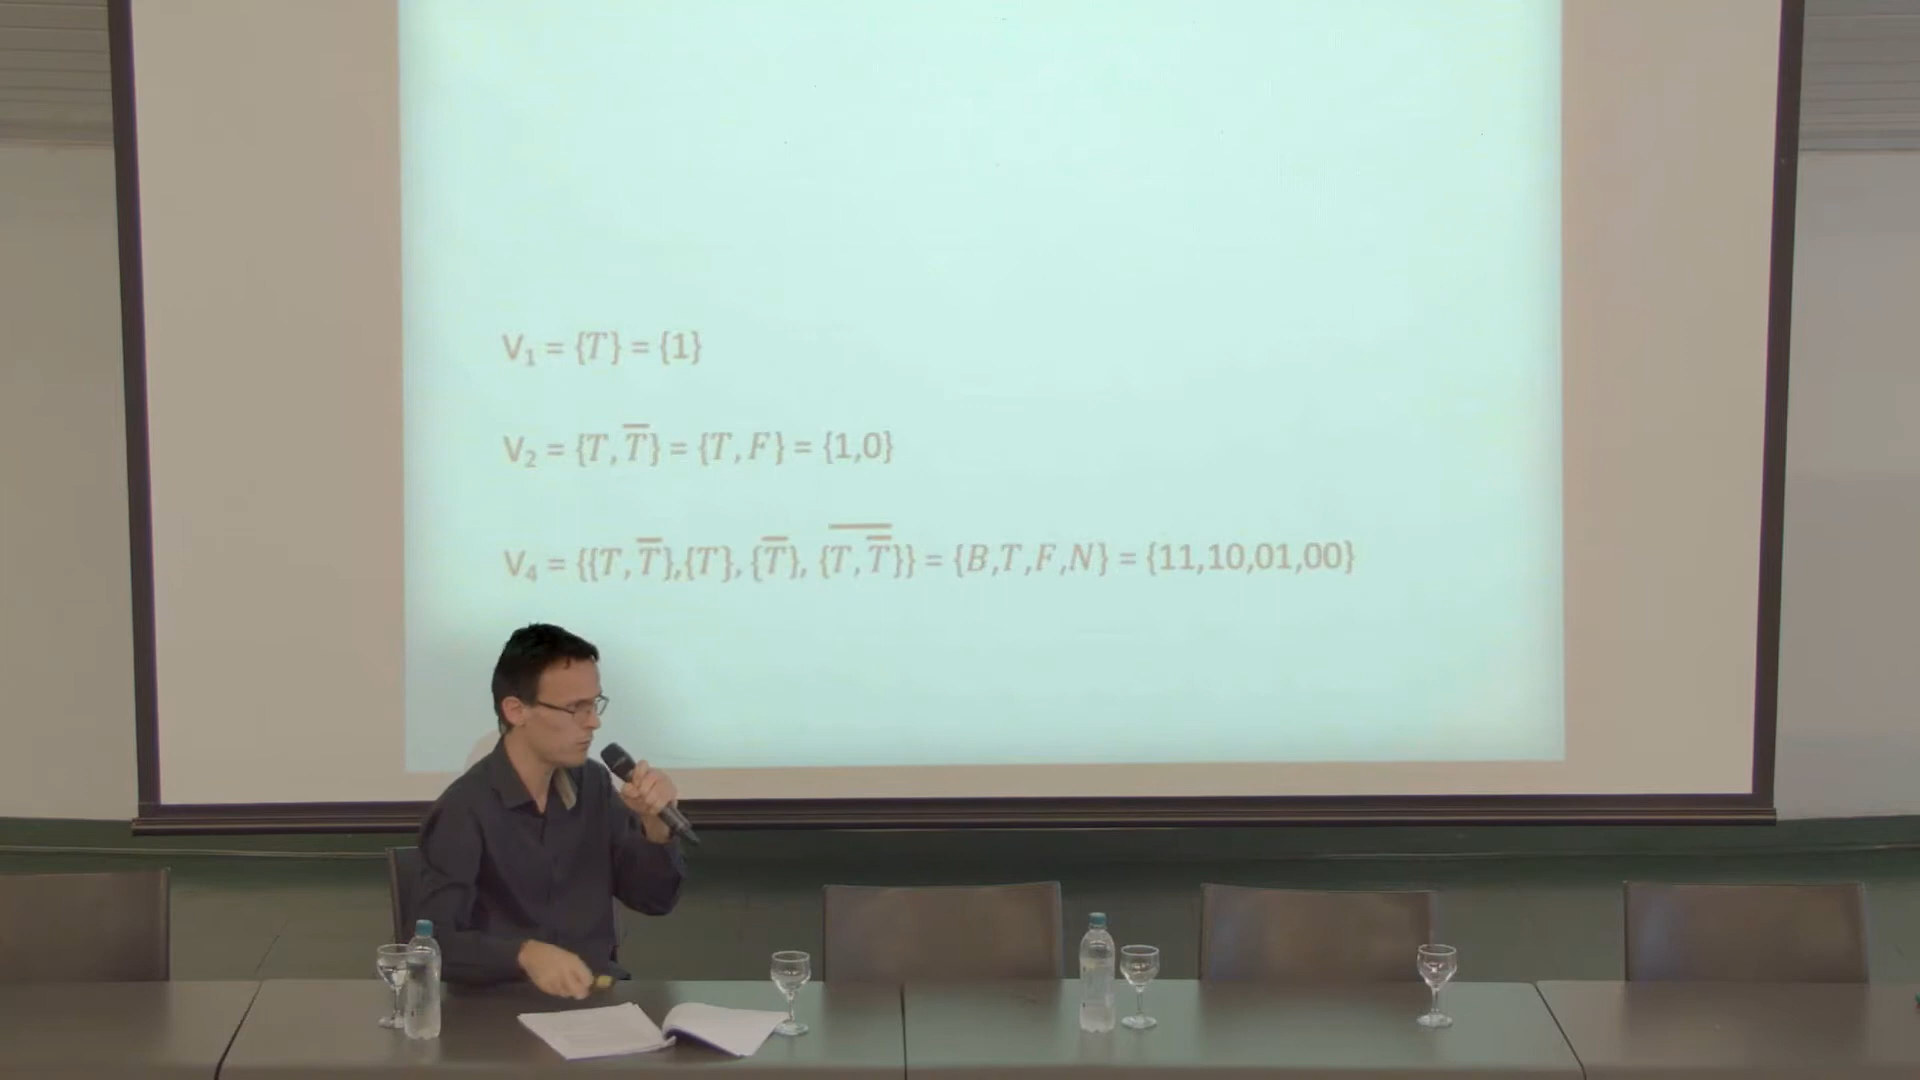 V₁ = {T} = {1}
V₂ = {T, T̅} = {T, F} = {1,0}
V₄ = {{T, T̅},{T}, {T̅}, {T̅,̅ ̅T̅̅}} = {B,T,F,N} = {11,10,01,00}